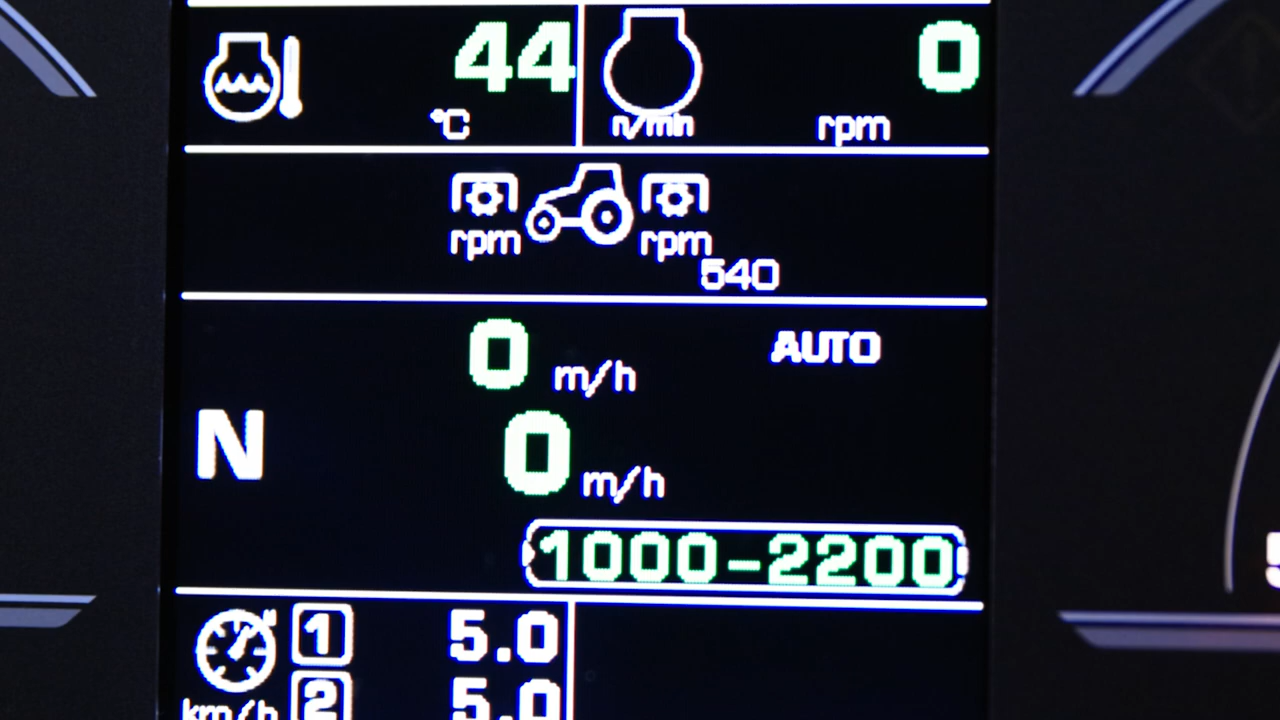 44 0
°C n/min rpm
rpm rpm
540
0 m/h AUTO
N 0 m/h
1000-2200
1 5.0
km/h 2 5.0